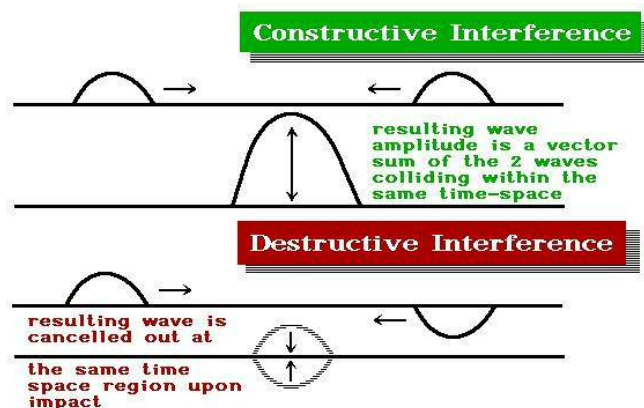 Constructive Interference
resulting wave
amplitude is a vector
sum of the 2 waves
colliding within the
same time-space
Destructive Interference
resulting wave is
cancelled out at
the same time
space region upon
impact